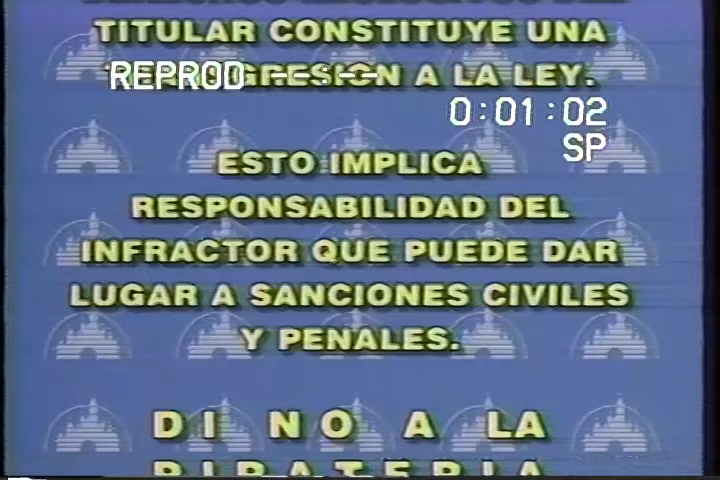 TITULAR CONSTITUYE UNA
REPROD --:--
A LA LEY.
0:01:02
SP
ESTO IMPLICA
RESPONSABILIDAD DEL
INFRACTOR QUE PUEDE DAR
LUGAR A SANCIONES CIVILES
Y PENALES.
DI NO A LA
PIRATERIA